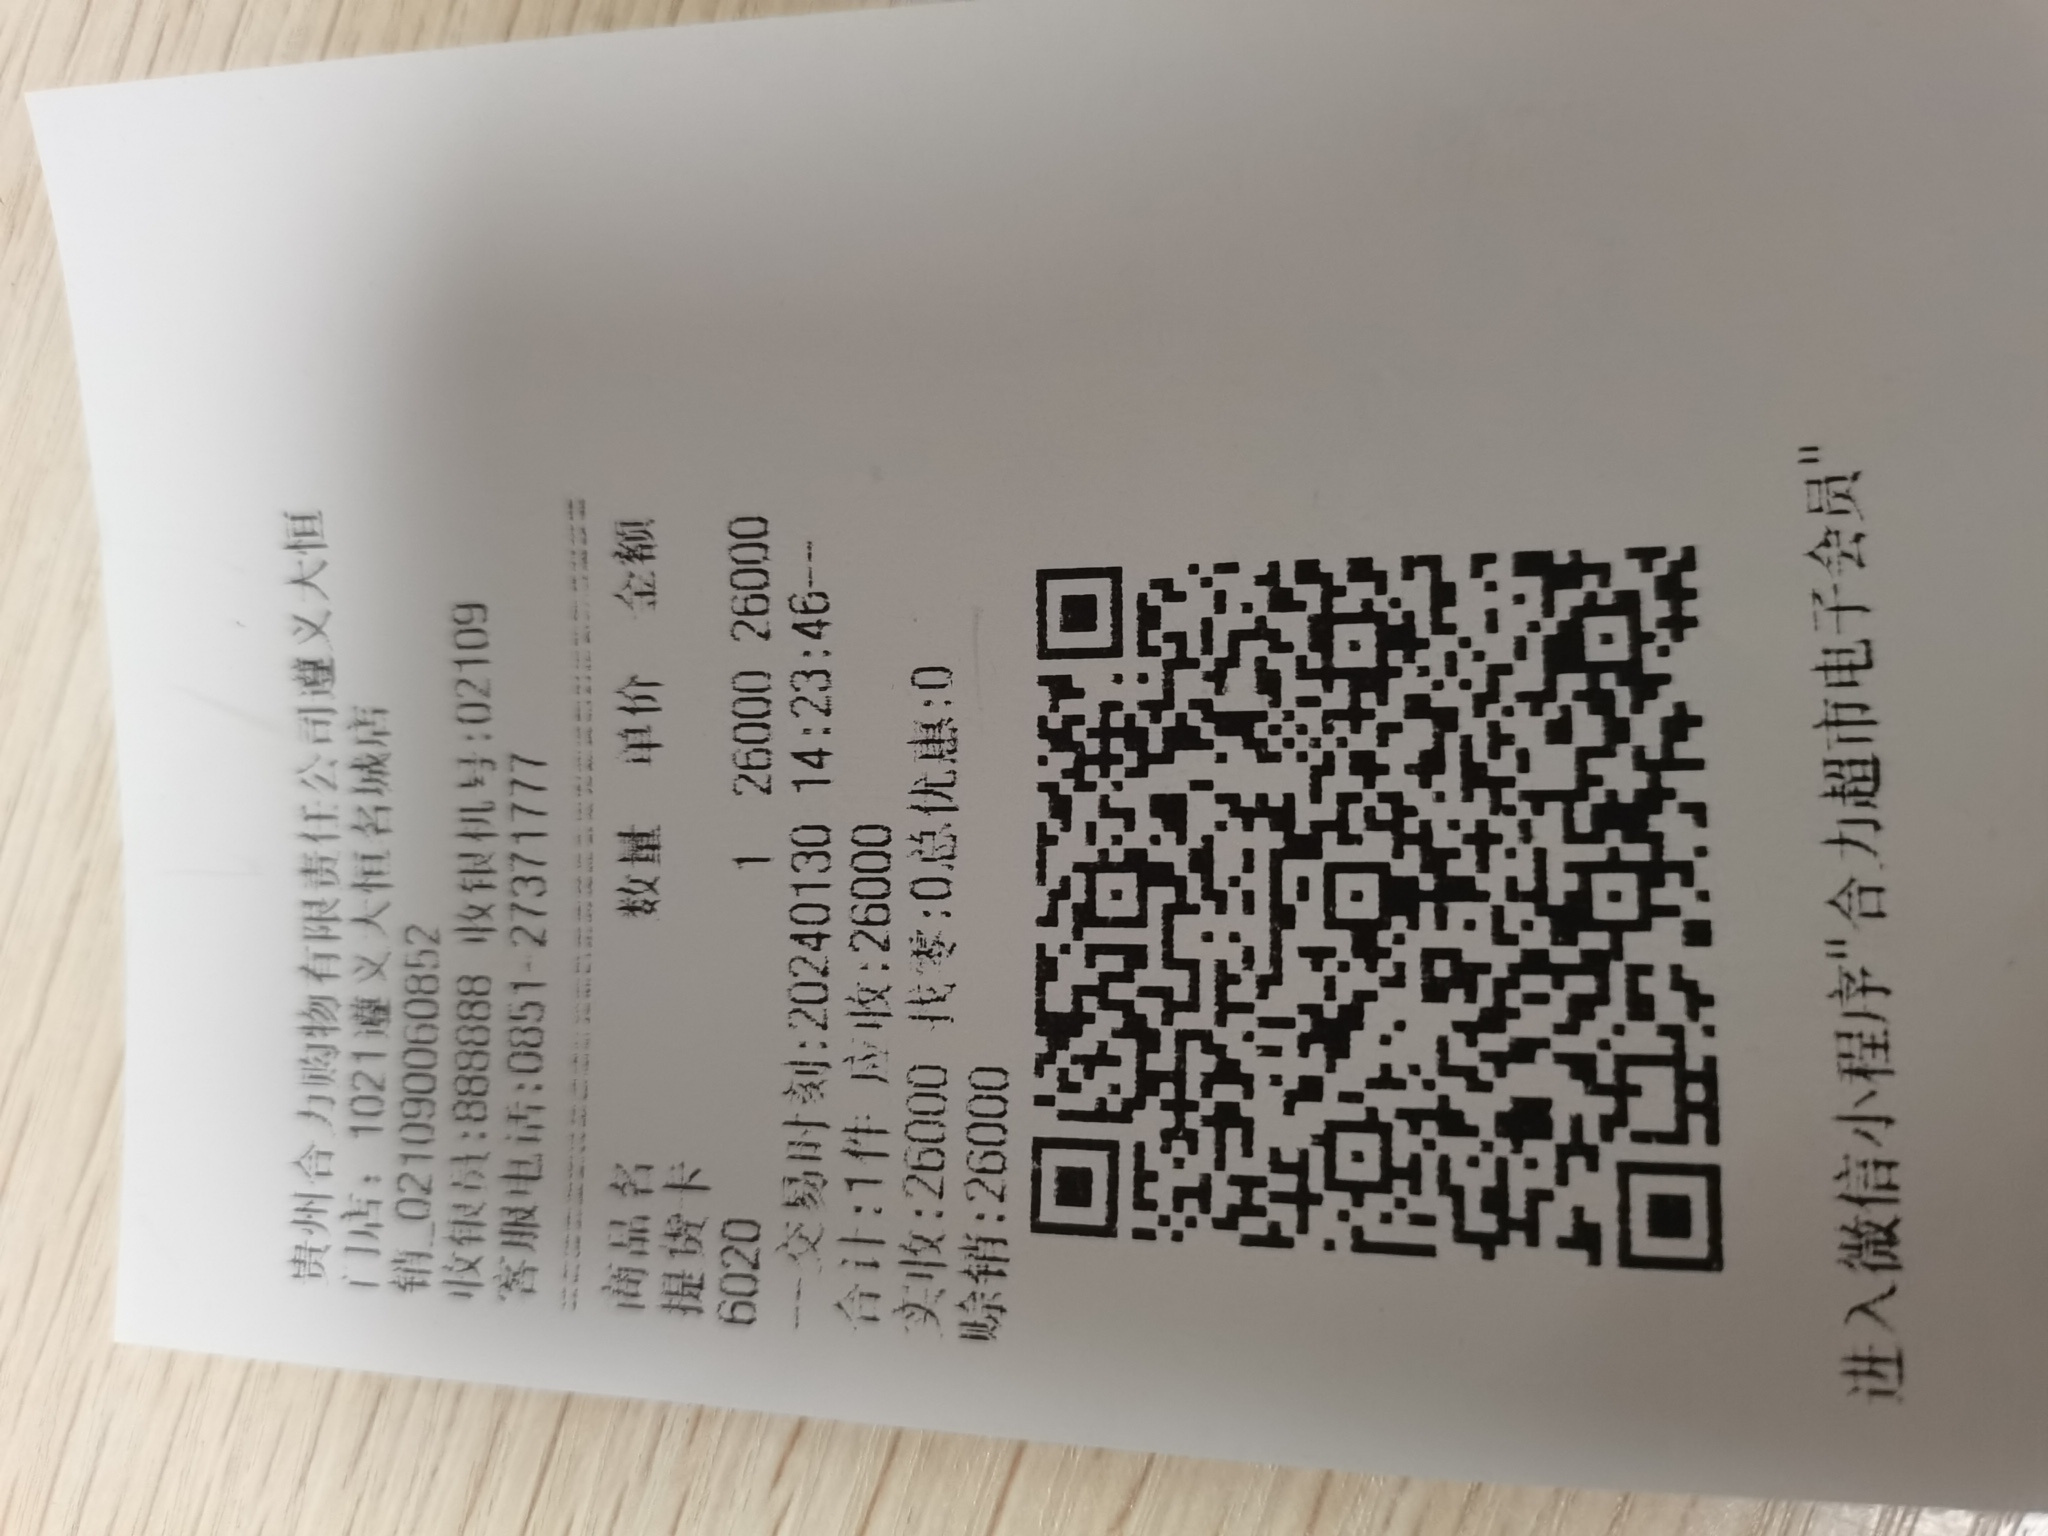 贵州合力购物有限责任公司遵义大恒
门店: 1021遵义大恒名城店
销_021090060852
收银员:888888 收银机号:02109
客服电话:0851-27371777
商品名 数量 单价 金额
提货卡
6020 1 26000 26000
---交易时刻:20240130 14:23:46---
合计:1件 应收:26000
实收:26000 找零:0总优惠:0
赊销:26000
进入微信小程序"合力超市电子会员"